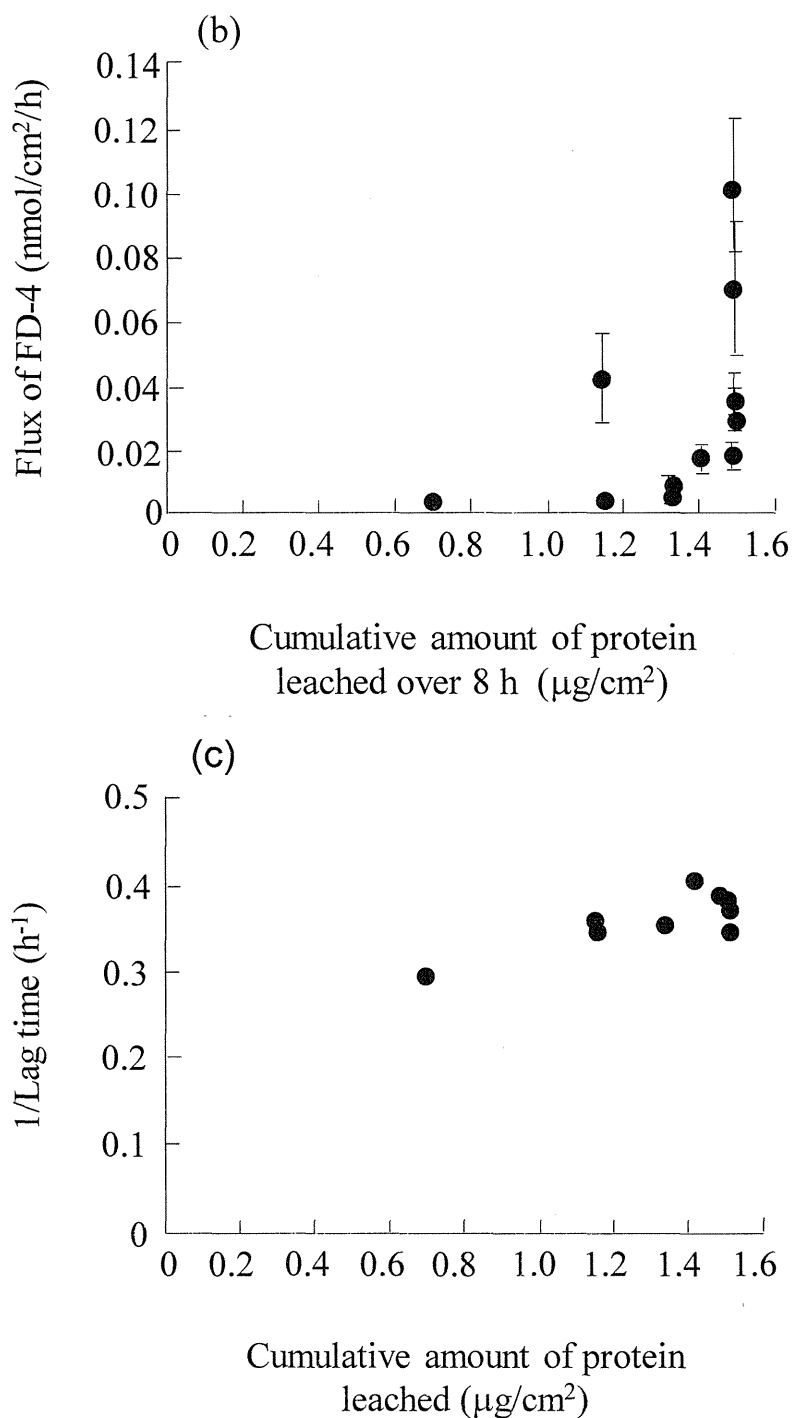 (b)
Flux of FD-4 (nmol/cm²/h)
0.14
0.12
0.10
0.08
0.06
0.04
0.02
0
0 0.2 0.4 0.6 0.8 1.0 1.2 1.4 1.6
Cumulative amount of protein
leached over 8 h (μg/cm²)
(c)
1/Lag time (h⁻¹)
0.5
0.4
0.3
0.2
0.1
0
0 0.2 0.4 0.6 0.8 1.0 1.2 1.4 1.6
Cumulative amount of protein
leached (μg/cm²)